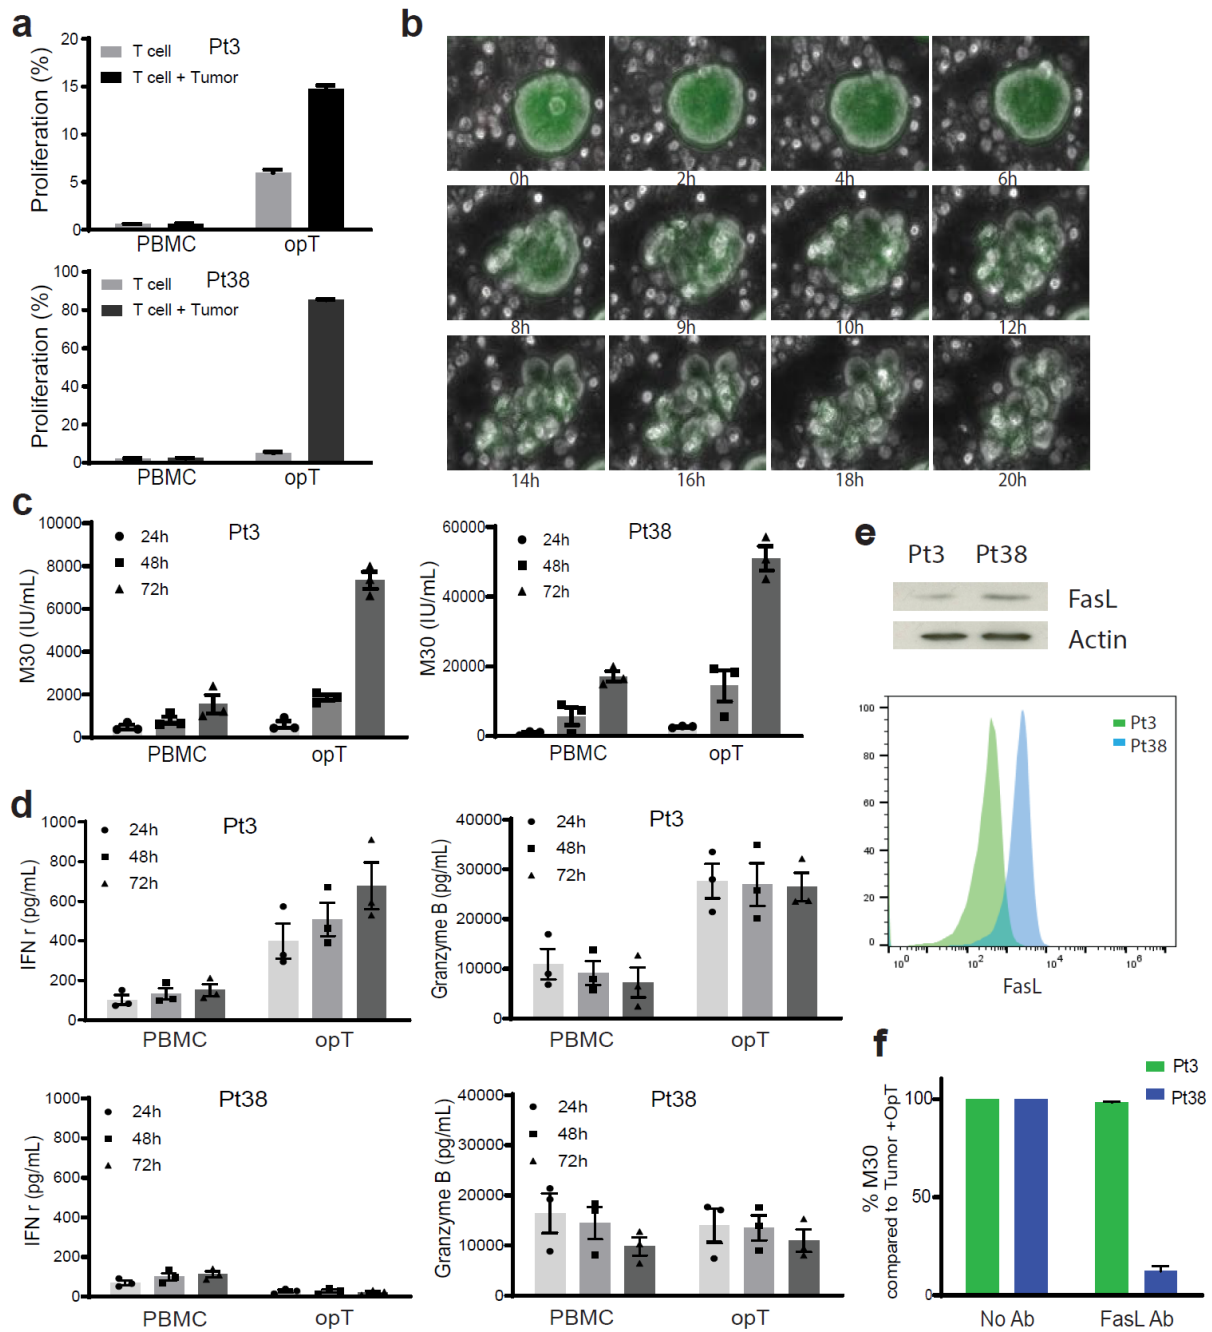 a
20
15
10
5
0
Proliferation (%)
T cell
T cell + Tumor
Pt3
PBMC
opT
100
80
60
40
20
0
Proliferation (%)
T cell
T cell + Tumor
Pt38
PBMC
opT
b
0h
2h
4h
6h
8h
9h
10h
12h
14h
16h
18h
20h
c
10000
8000
6000
4000
2000
0
M30 (IU/mL)
24h
48h
72h
Pt3
PBMC
opT
60000
40000
20000
0
M30 (IU/mL)
24h
48h
72h
Pt38
PBMC
opT
d
1000
800
600
400
200
0
IFN r (pg/mL)
24h
48h
72h
Pt3
PBMC
opT
40000
30000
20000
10000
0
Granzyme B (pg/mL)
24h
48h
72h
Pt3
PBMC
opT
1000
800
600
400
200
0
IFN r (pg/mL)
24h
48h
72h
Pt38
PBMC
opT
40000
30000
20000
10000
0
Granzyme B (pg/mL)
24h
48h
72h
Pt38
PBMC
opT
e
Pt3 Pt38
FasL
Actin
100
80
60
40
20
0
Pt3
Pt38
10^0 10^2 10^4 10^6
FasL
f
Pt3
Pt38
100
50
0
% M30
compared to Tumor +OpT
No Ab
FasL Ab